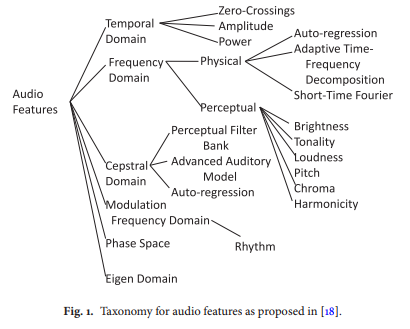 Audio
Features
Temporal
Domain
Zero-Crossings
Amplitude
Power
Frequency
Domain
Physical
Auto-regression
Adaptive Time-
Frequency
Decomposition
Short-Time Fourier
Perceptual
Brightness
Tonality
Loudness
Pitch
Chroma
Harmonicity
Cepstral
Domain
Perceptual Filter
Bank
Advanced Auditory
Model
Auto-regression
Modulation
Frequency Domain
Rhythm
Phase Space
Eigen Domain
Fig. 1. Taxonomy for audio features as proposed in [18].